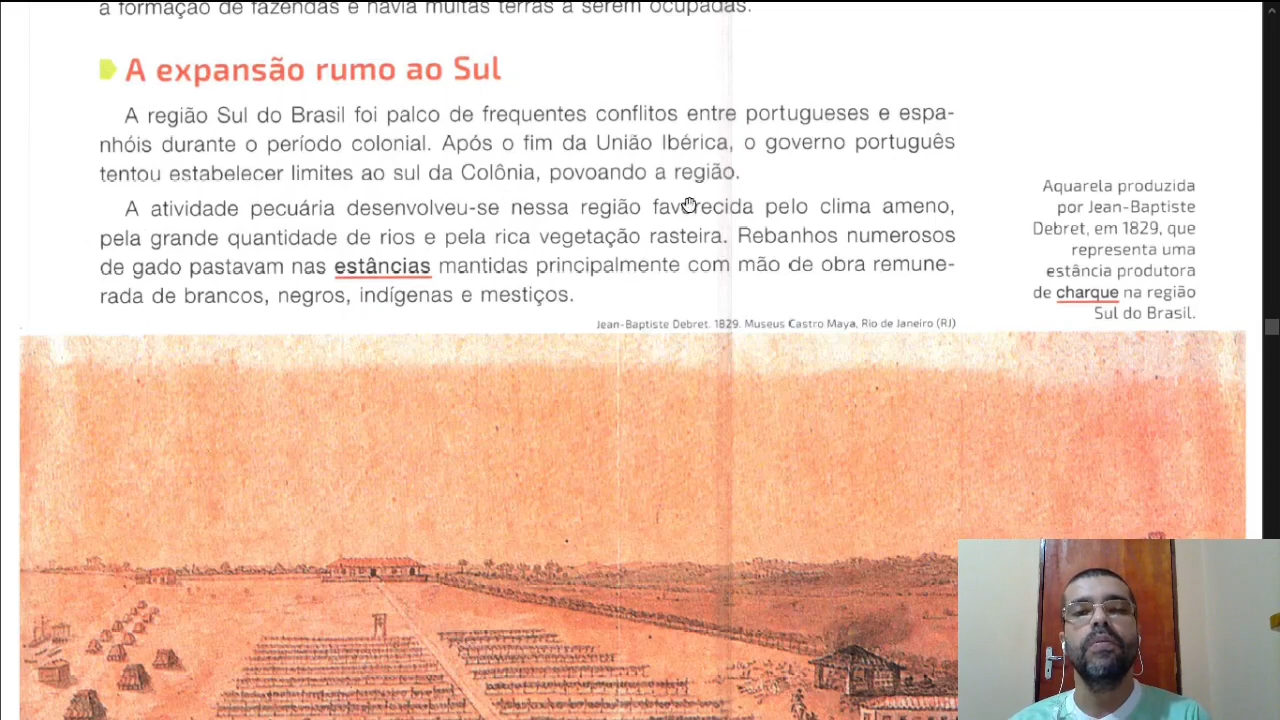 a formação de fazendas e havia muitas terras a serem ocupadas.
A expansão rumo ao Sul
A região Sul do Brasil foi palco de frequentes conflitos entre portugueses e espa-
nhóis durante o período colonial. Após o fim da União Ibérica, o governo português
tentou estabelecer limites ao sul da Colônia, povoando a região.
A atividade pecuária desenvolveu-se nessa região favorecida pelo clima ameno,
pela grande quantidade de rios e pela rica vegetação rasteira. Rebanhos numerosos
de gado pastavam nas estâncias mantidas principalmente com mão de obra remune-
rada de brancos, negros, indígenas e mestiços.
Jean-Baptiste Debret. 1829. Museus Castro Maya, Rio de Janeiro (RJ)
Aquarela produzida
por Jean-Baptiste
Debret, em 1829, que
representa uma
estância produtora
de charque na região
Sul do Brasil.